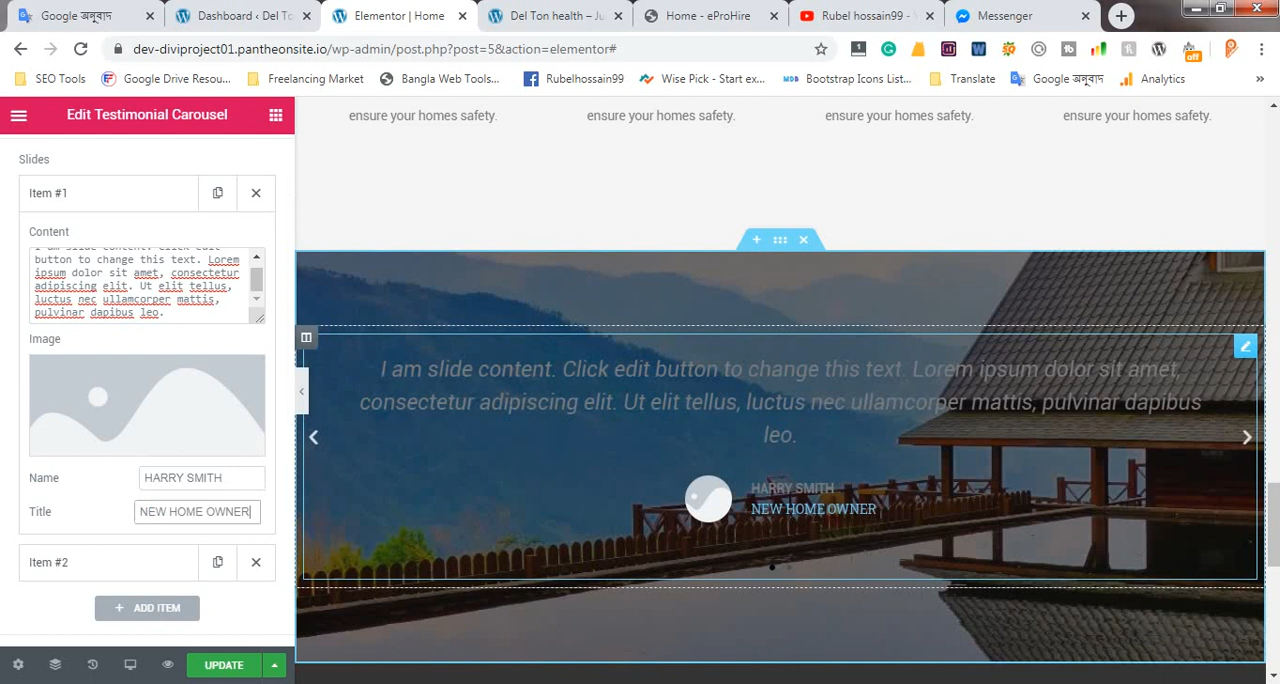 Google অনুবাদ
Dashboard ‹ Del To
Elementor | Home
Del Ton health – Ju
Home - eProHire
Rubel hossain99 -
Messenger
dev-diviproject01.pantheonsite.io/wp-admin/post.php?post=5&action=elementor#
off
SEO Tools
Google Drive Resou...
Freelancing Market
Bangla Web Tools...
Rubelhossain99
Wise Pick - Start ex...
MDB Bootstrap Icons List...
Translate
Google অনুবাদ
Analytics
»
Edit Testimonial Carousel
Slides
Item #1
Content
I am slide content. Click edit
button to change this text. Lorem
ipsum dolor sit amet, consectetur
adipiscing elit. Ut elit tellus,
luctus nec ullamcorper mattis,
pulvinar dapibus leo.
Image
Name HARRY SMITH
Title NEW HOME OWNER
Item #2
+ ADD ITEM
UPDATE
ensure your homes safety.
ensure your homes safety.
ensure your homes safety.
ensure your homes safety.
I am slide content. Click edit button to change this text. Lorem ipsum dolor sit amet,
consectetur adipiscing elit. Ut elit tellus, luctus nec ullamcorper mattis, pulvinar dapibus
leo.
HARRY SMITH
NEW HOME OWNER